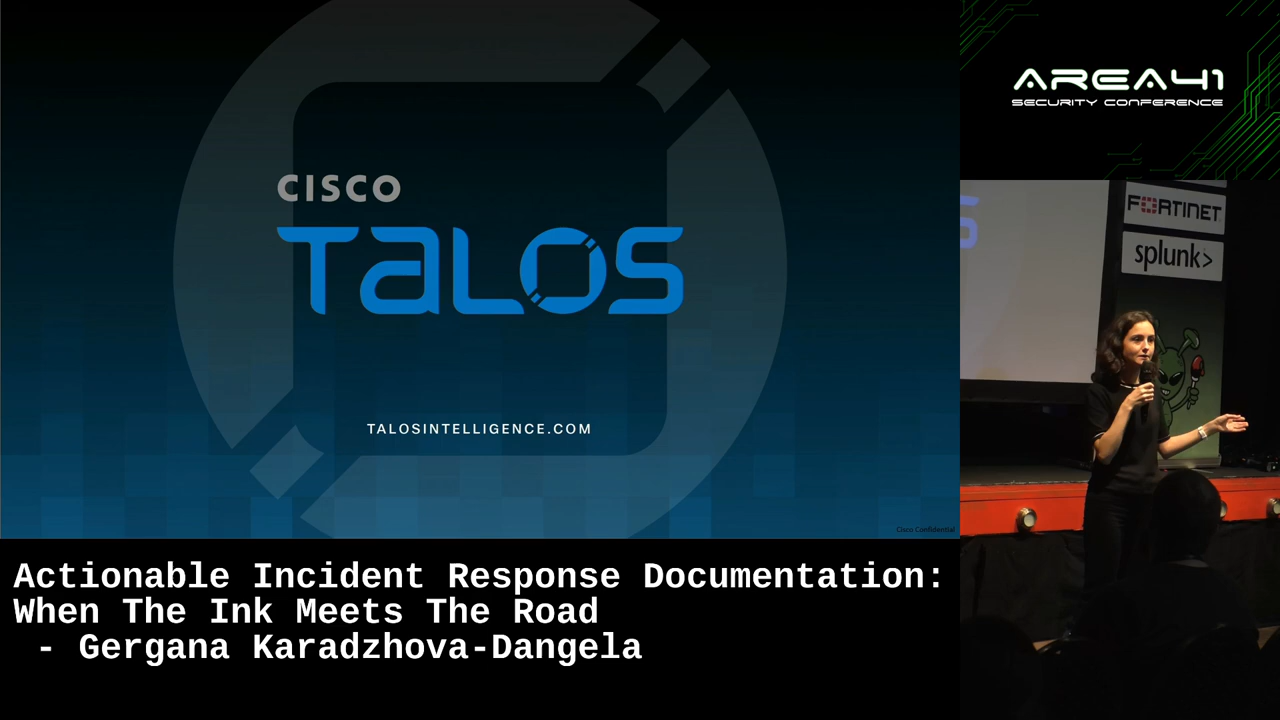 CISCO
TALOS
TALOSINTELLIGENCE.COM
Cisco Confidential
AREA41
SECURITY CONFERENCE
S
FORTINET
splunk>
Actionable Incident Response Documentation:
When The Ink Meets The Road
- Gergana Karadzhova-Dangela